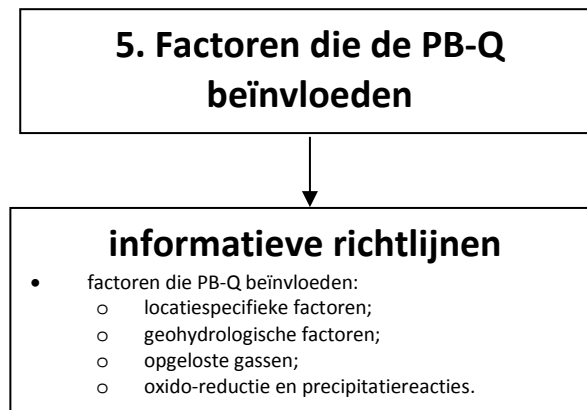 5. Factoren die de PB-Q
beïnvloeden
informatieve richtlijnen
• factoren die PB-Q beïnvloeden:
o locatiespecifieke factoren;
o geohydrologische factoren;
o opgeloste gassen;
o oxido-reductie en precipitatiereacties.